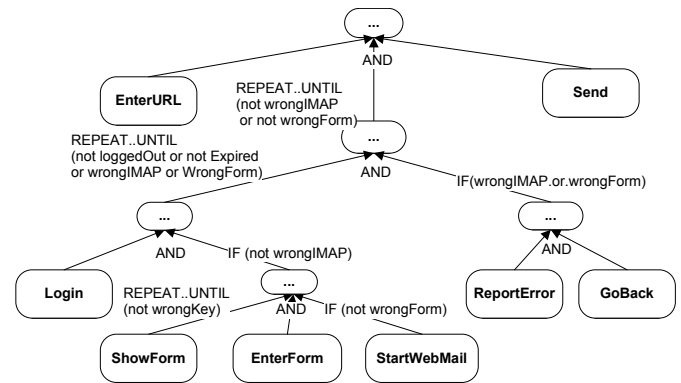 ...
AND
EnterURL
REPEAT..UNTIL
(not wrongIMAP
or not wrongForm)
Send
...
REPEAT..UNTIL
(not loggedOut or not Expired
or wrongIMAP or WrongForm)
AND
IF(wrongIMAP.or.wrongForm)
...
...
AND
IF (not wrongIMAP)
AND
Login
...
ReportError
GoBack
REPEAT..UNTIL
(not wrongKey)
AND
IF (not wrongForm)
ShowForm
EnterForm
StartWebMail